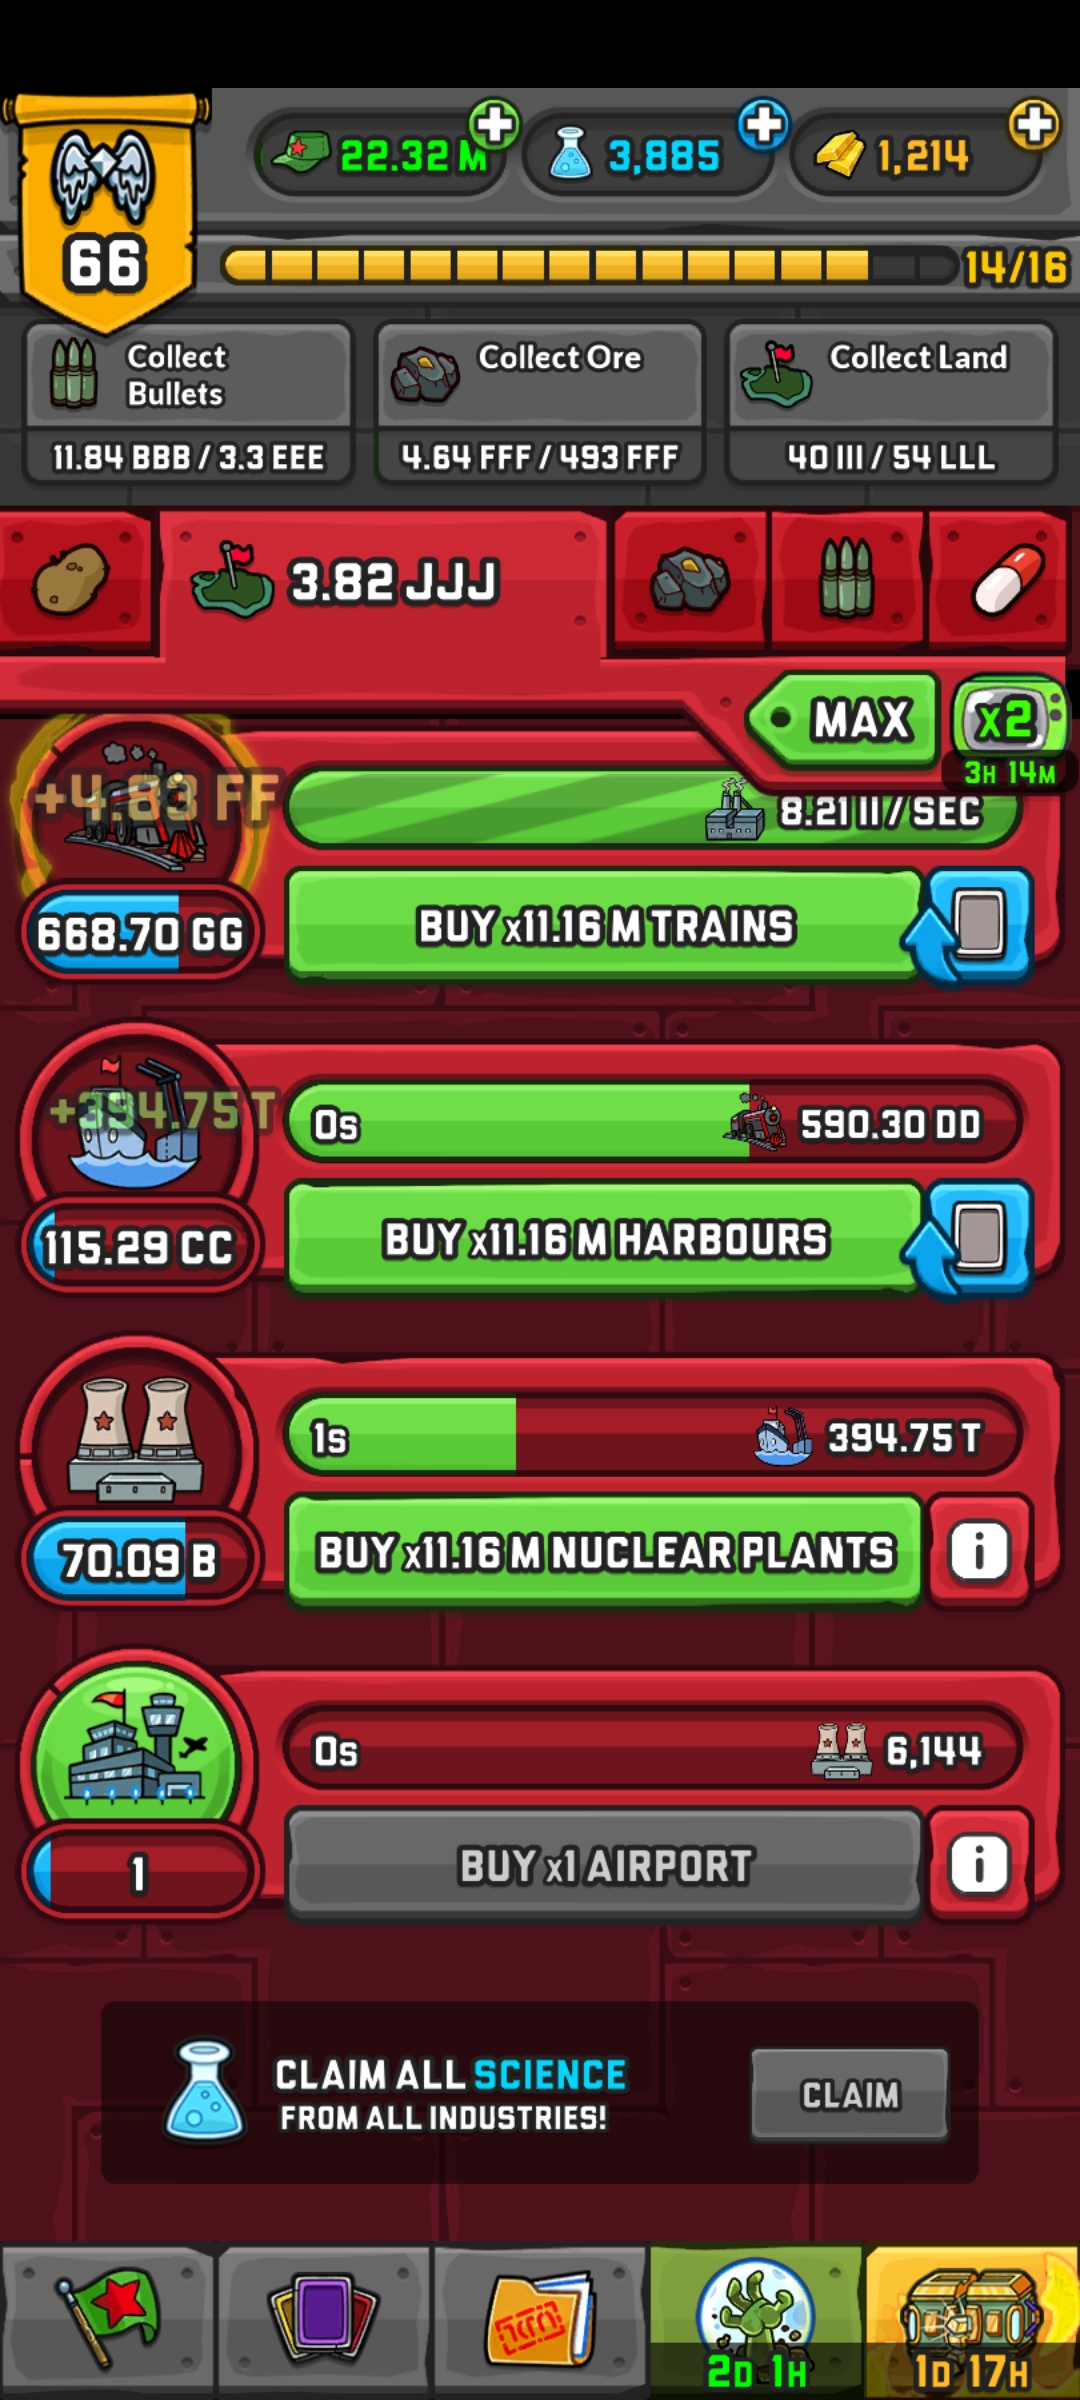 22.32 M
3,885
1,214
66
14/16
Collect
Bullets
11.84 BBB / 3.3 EEE
Collect Ore
4.64 FFF / 493 FFF
Collect Land
40 III / 54 LLL
3.82 JJJ
MAX
x2
3H 14M
+4.83 FF
8.21 II / SEC
668.70 GG
BUY x11.16 M TRAINS
+394.75 T
0s
590.30 DD
115.29 CC
BUY x11.16 M HARBOURS
1s
394.75 T
70.09 B
BUY x11.16 M NUCLEAR PLANTS
i
0s
6,144
1
BUY x1 AIRPORT
i
CLAIM ALL SCIENCE
FROM ALL INDUSTRIES!
CLAIM
2D 1H
1D 17H